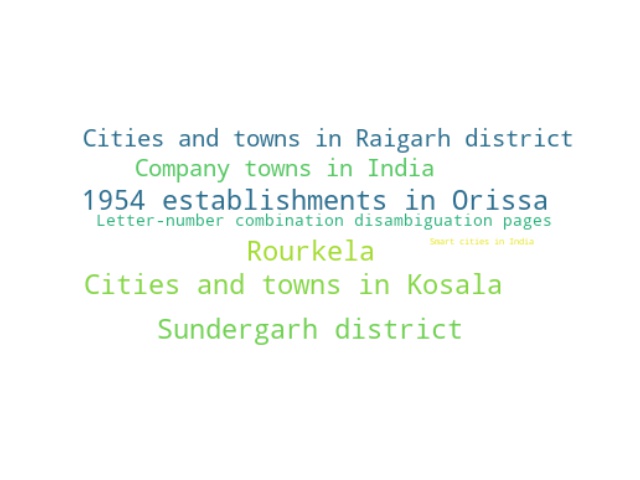 Cities and towns in Raigarh district
Company towns in India
1954 establishments in Orissa
Letter-number combination disambiguation pages
Smart cities in India
Rourkela
Cities and towns in Kosala
Sundergarh district